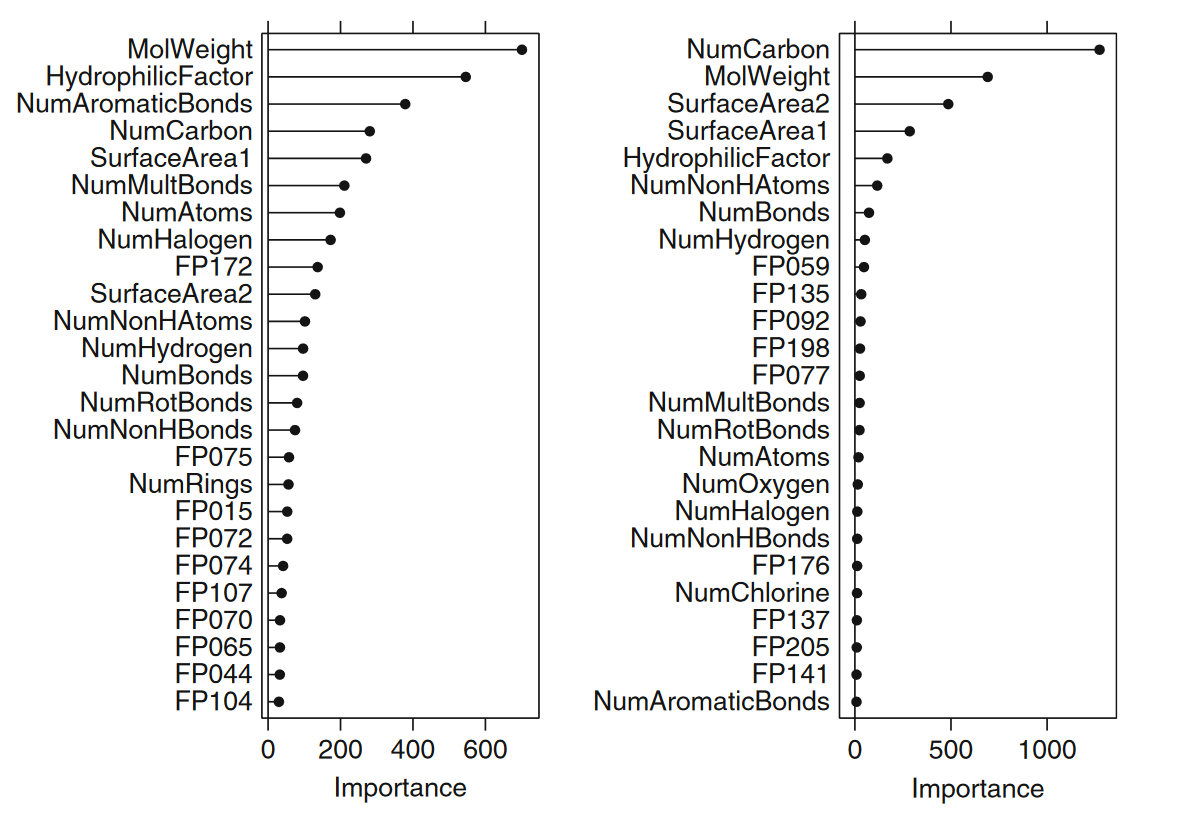 MolWeight
HydrophilicFactor
NumAromaticBonds
NumCarbon
SurfaceArea1
NumMultBonds
NumAtoms
NumHalogen
FP172
SurfaceArea2
NumNonHAtoms
NumHydrogen
NumBonds
NumRotBonds
NumNonHBonds
FP075
NumRings
FP015
FP072
FP074
FP107
FP070
FP065
FP044
FP104
0 200 400 600
Importance
NumCarbon
MolWeight
SurfaceArea2
SurfaceArea1
HydrophilicFactor
NumNonHAtoms
NumBonds
NumHydrogen
FP059
FP135
FP092
FP198
FP077
NumMultBonds
NumRotBonds
NumAtoms
NumOxygen
NumHalogen
NumNonHBonds
FP176
NumChlorine
FP137
FP205
FP141
NumAromaticBonds
0 500 1000
Importance